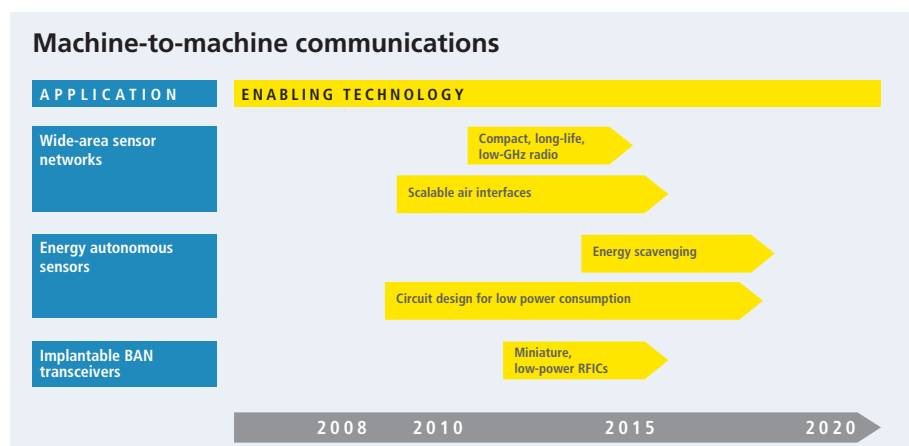 Machine-to-machine communications
APPLICATION
ENABLING TECHNOLOGY
Wide-area sensor
networks
Compact, long-life,
low-GHz radio
Scalable air interfaces
Energy autonomous
sensors
Energy scavenging
Circuit design for low power consumption
Implantable BAN
transceivers
Miniature,
low-power RFICs
2008 2010 2015 2020